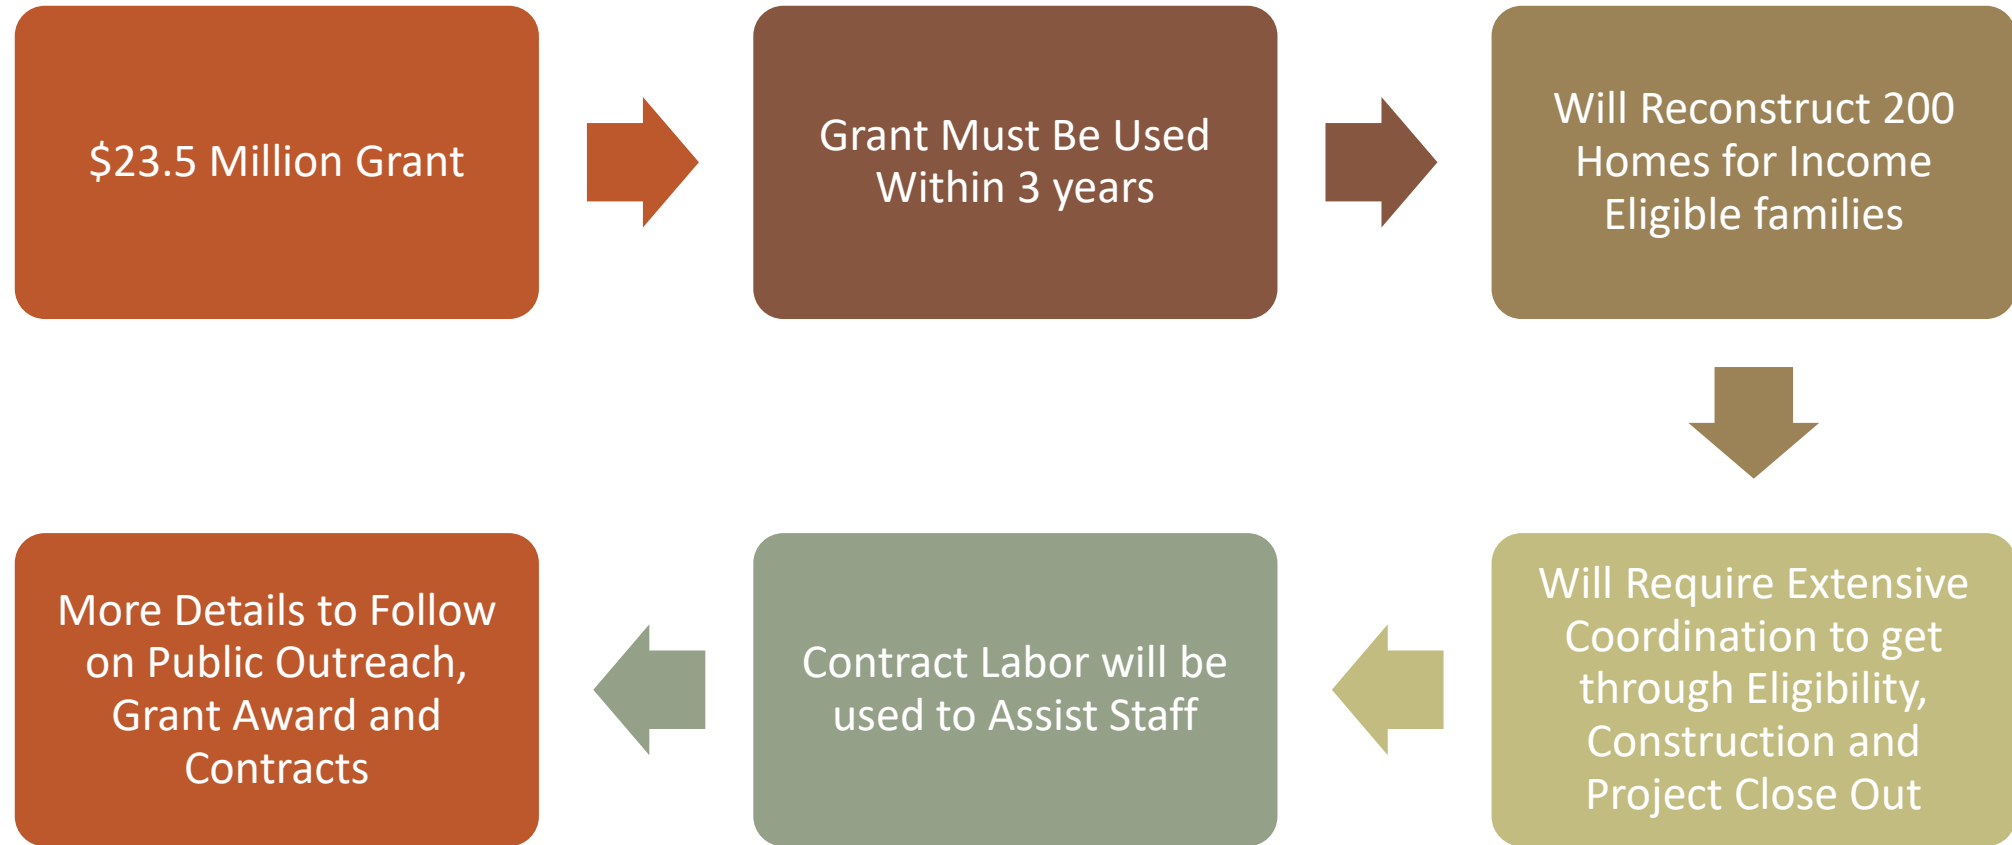 $23.5 Million Grant
Grant Must Be Used
Within 3 years
Will Reconstruct 200
Homes for Income
Eligible families
Will Require Extensive
Coordination to get
through Eligibility,
Construction and
Project Close Out
Contract Labor will be
used to Assist Staff
More Details to Follow
on Public Outreach,
Grant Award and
Contracts